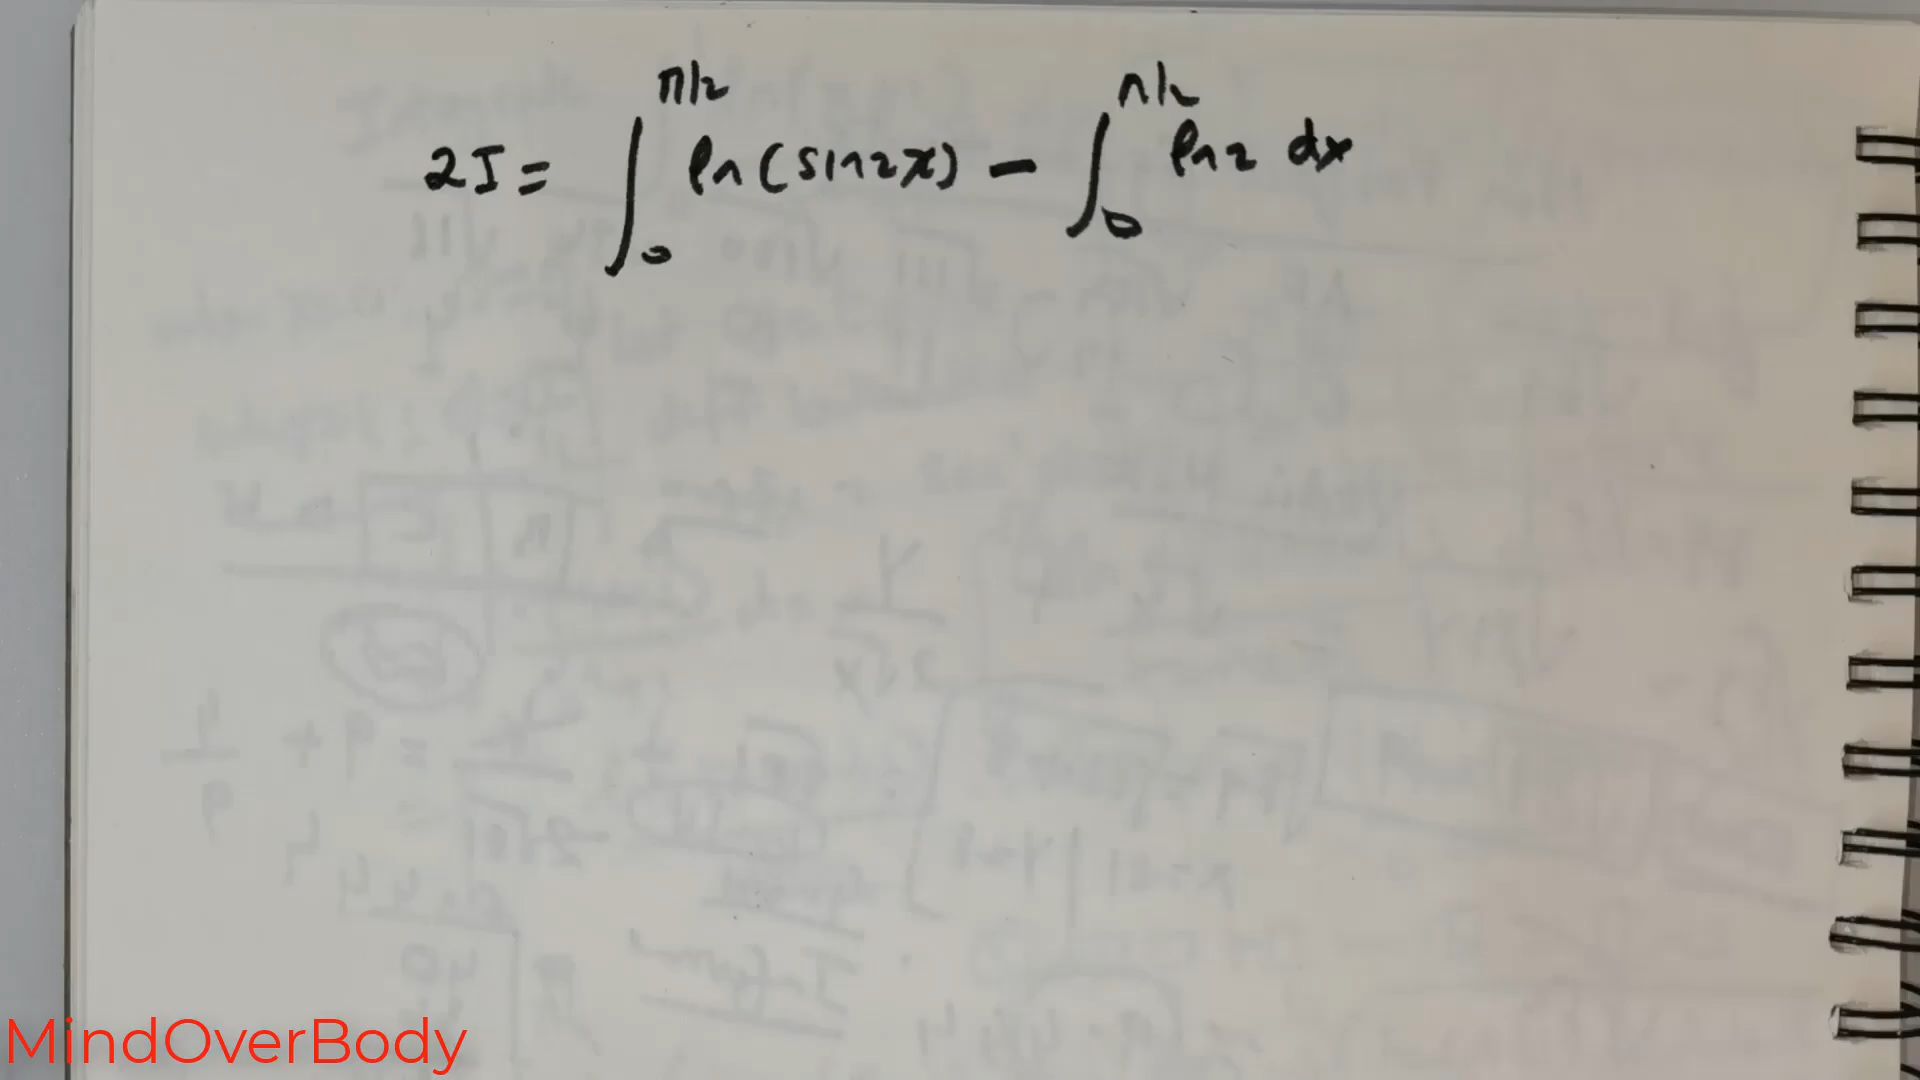 2I = ∫₀^π/2 ln(sin2x) - ∫₀^π/2 ln2 dx
MindOverBody